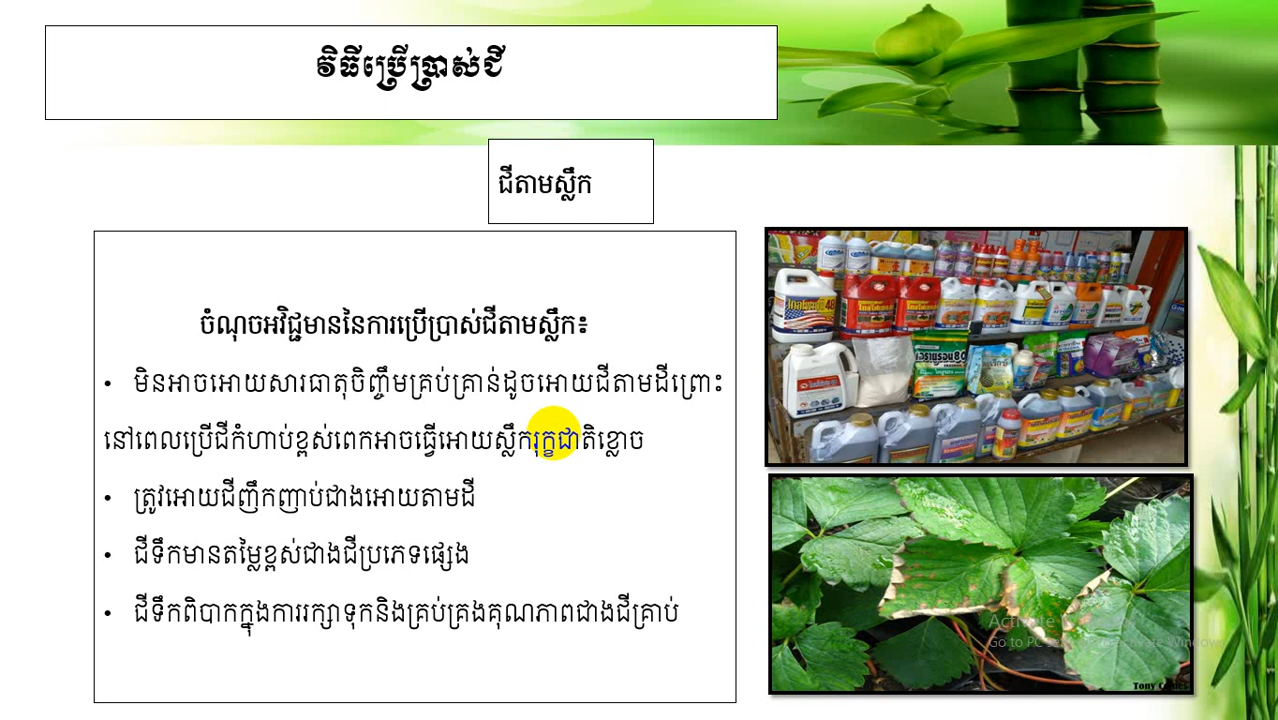 វិធីប្រើប្រាស់ជី
ជីតាមស្លឹក
ចំណុចអវិជ្ជមាននៃការប្រើប្រាស់ជីតាមស្លឹក៖
• មិនអាចអោយសារធាតុចិញ្ចឹមគ្រប់គ្រាន់ដូចអោយជីតាមដីព្រោះ
នៅពេលប្រើជីកំហាប់ខ្ពស់ពេកអាចធ្វើអោយស្លឹករុក្ខជាតិខ្លោច
• ត្រូវអោយជីញឹកញាប់ជាងអោយតាមដី
• ជីទឹកមានតម្លៃខ្ពស់ជាងជីប្រភេទផ្សេង
• ជីទឹកពិបាកក្នុងការរក្សាទុកនិងគ្រប់គ្រងគុណភាពជាងជីគ្រាប់